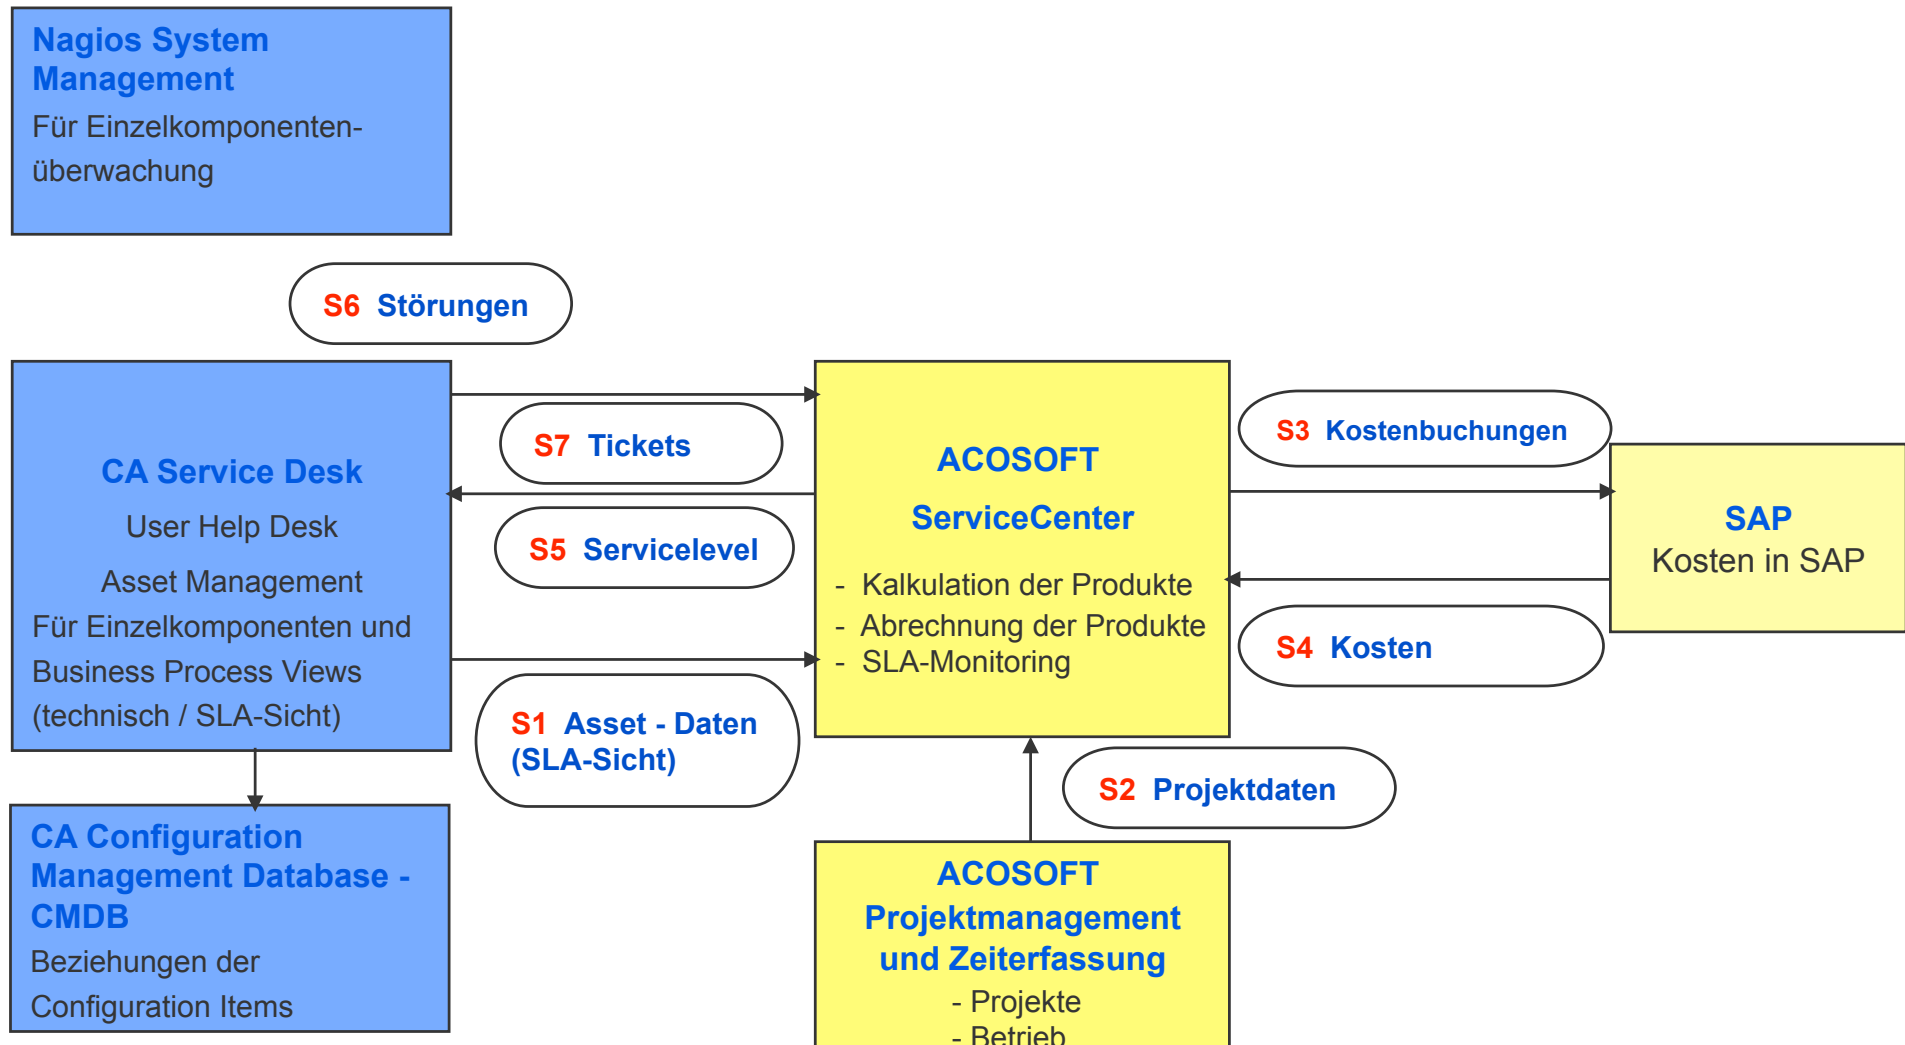 Nagios System
Management
Für Einzelkomponenten-
überwachung
S6 Störungen
CA Service Desk
User Help Desk
Asset Management
Für Einzelkomponenten und
Business Process Views
(technisch / SLA-Sicht)
S7 Tickets
S5 Servicelevel
S1 Asset - Daten
(SLA-Sicht)
ACOSOFT
ServiceCenter
- Kalkulation der Produkte
- Abrechnung der Produkte
- SLA-Monitoring
S3 Kostenbuchungen
SAP
Kosten in SAP
S4 Kosten
S2 Projektdaten
CA Configuration
Management Database -
CMDB
Beziehungen der
Configuration Items
ACOSOFT
Projektmanagement
und Zeiterfassung
- Projekte
- Betrieb